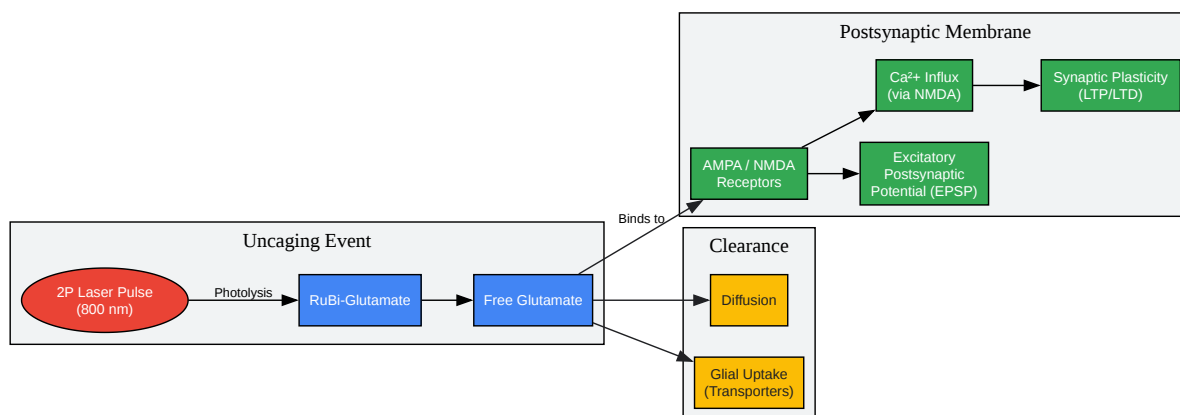 Postsynaptic Membrane
Ca²+ Influx
(via NMDA)
Synaptic Plasticity
(LTP/LTD)
AMPA / NMDA
Receptors
Excitatory
Postsynaptic
Potential (EPSP)
Binds to
Uncaging Event
2P Laser Pulse
(800 nm)
Photolysis
RuBi-Glutamate
Free Glutamate
Clearance
Diffusion
Glial Uptake
(Transporters)